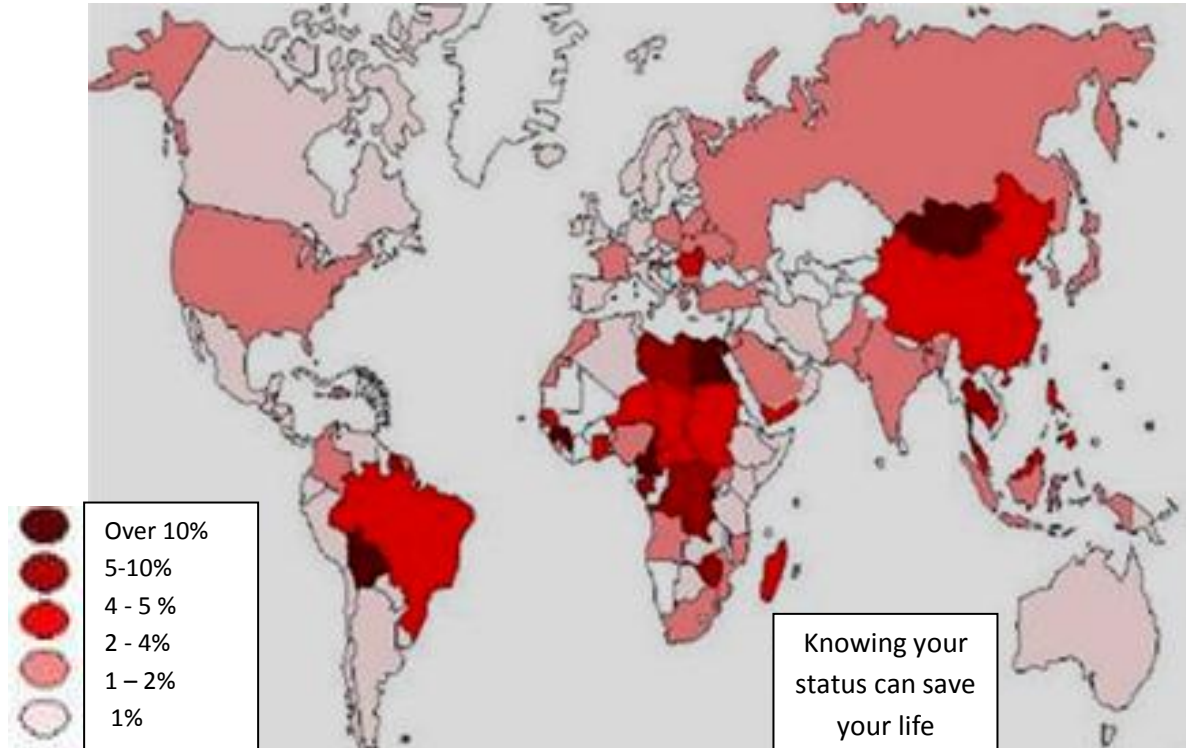 Over 10%
5-10%
4 - 5 %
2 - 4%
1 – 2%
1%
Knowing your
status can save
your life